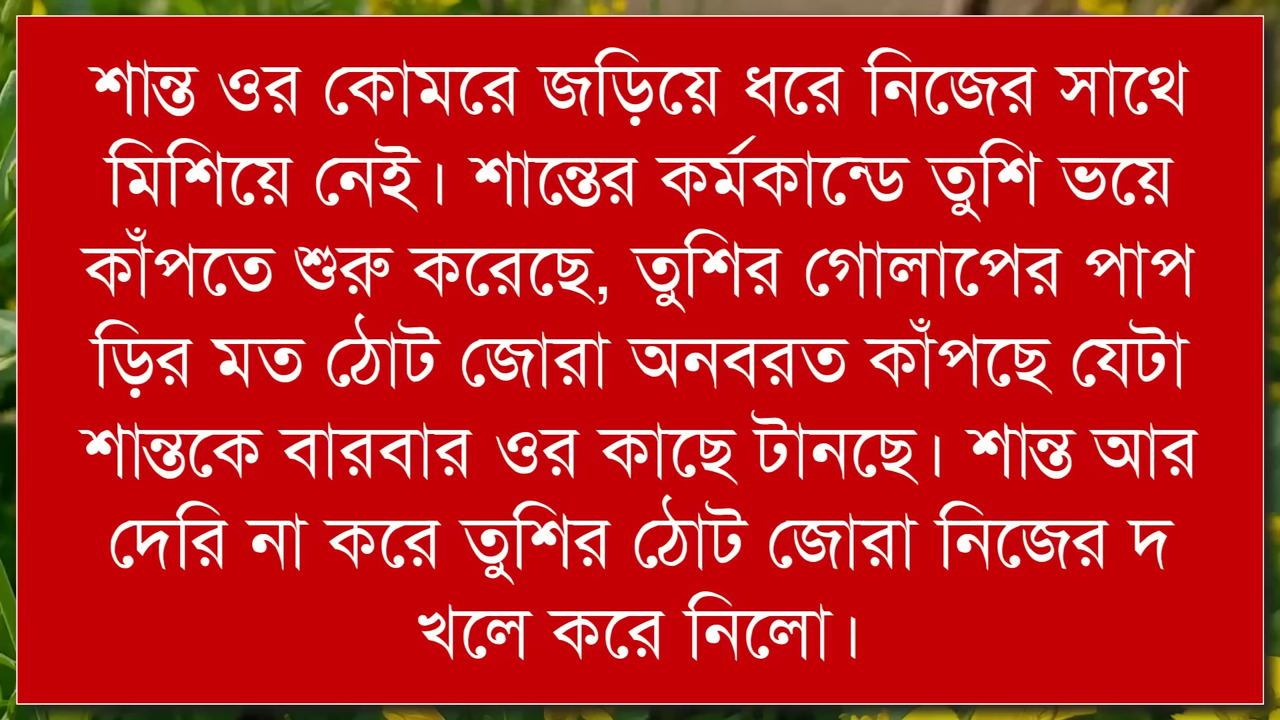 শান্ত ওর কোমরে জড়িয়ে ধরে নিজের সাথে
মিশিয়ে নেই। শান্তের কর্মকান্ডে তুশি ভয়ে
কাঁপতে শুরু করেছে, তুশির গোলাপের পাপ
ড়ির মত ঠোট জোরা অনবরত কাঁপছে যেটা
শান্তকে বারবার ওর কাছে টানছে। শান্ত আর
দেরি না করে তুশির ঠোট জোরা নিজের দ
খলে করে নিলো।